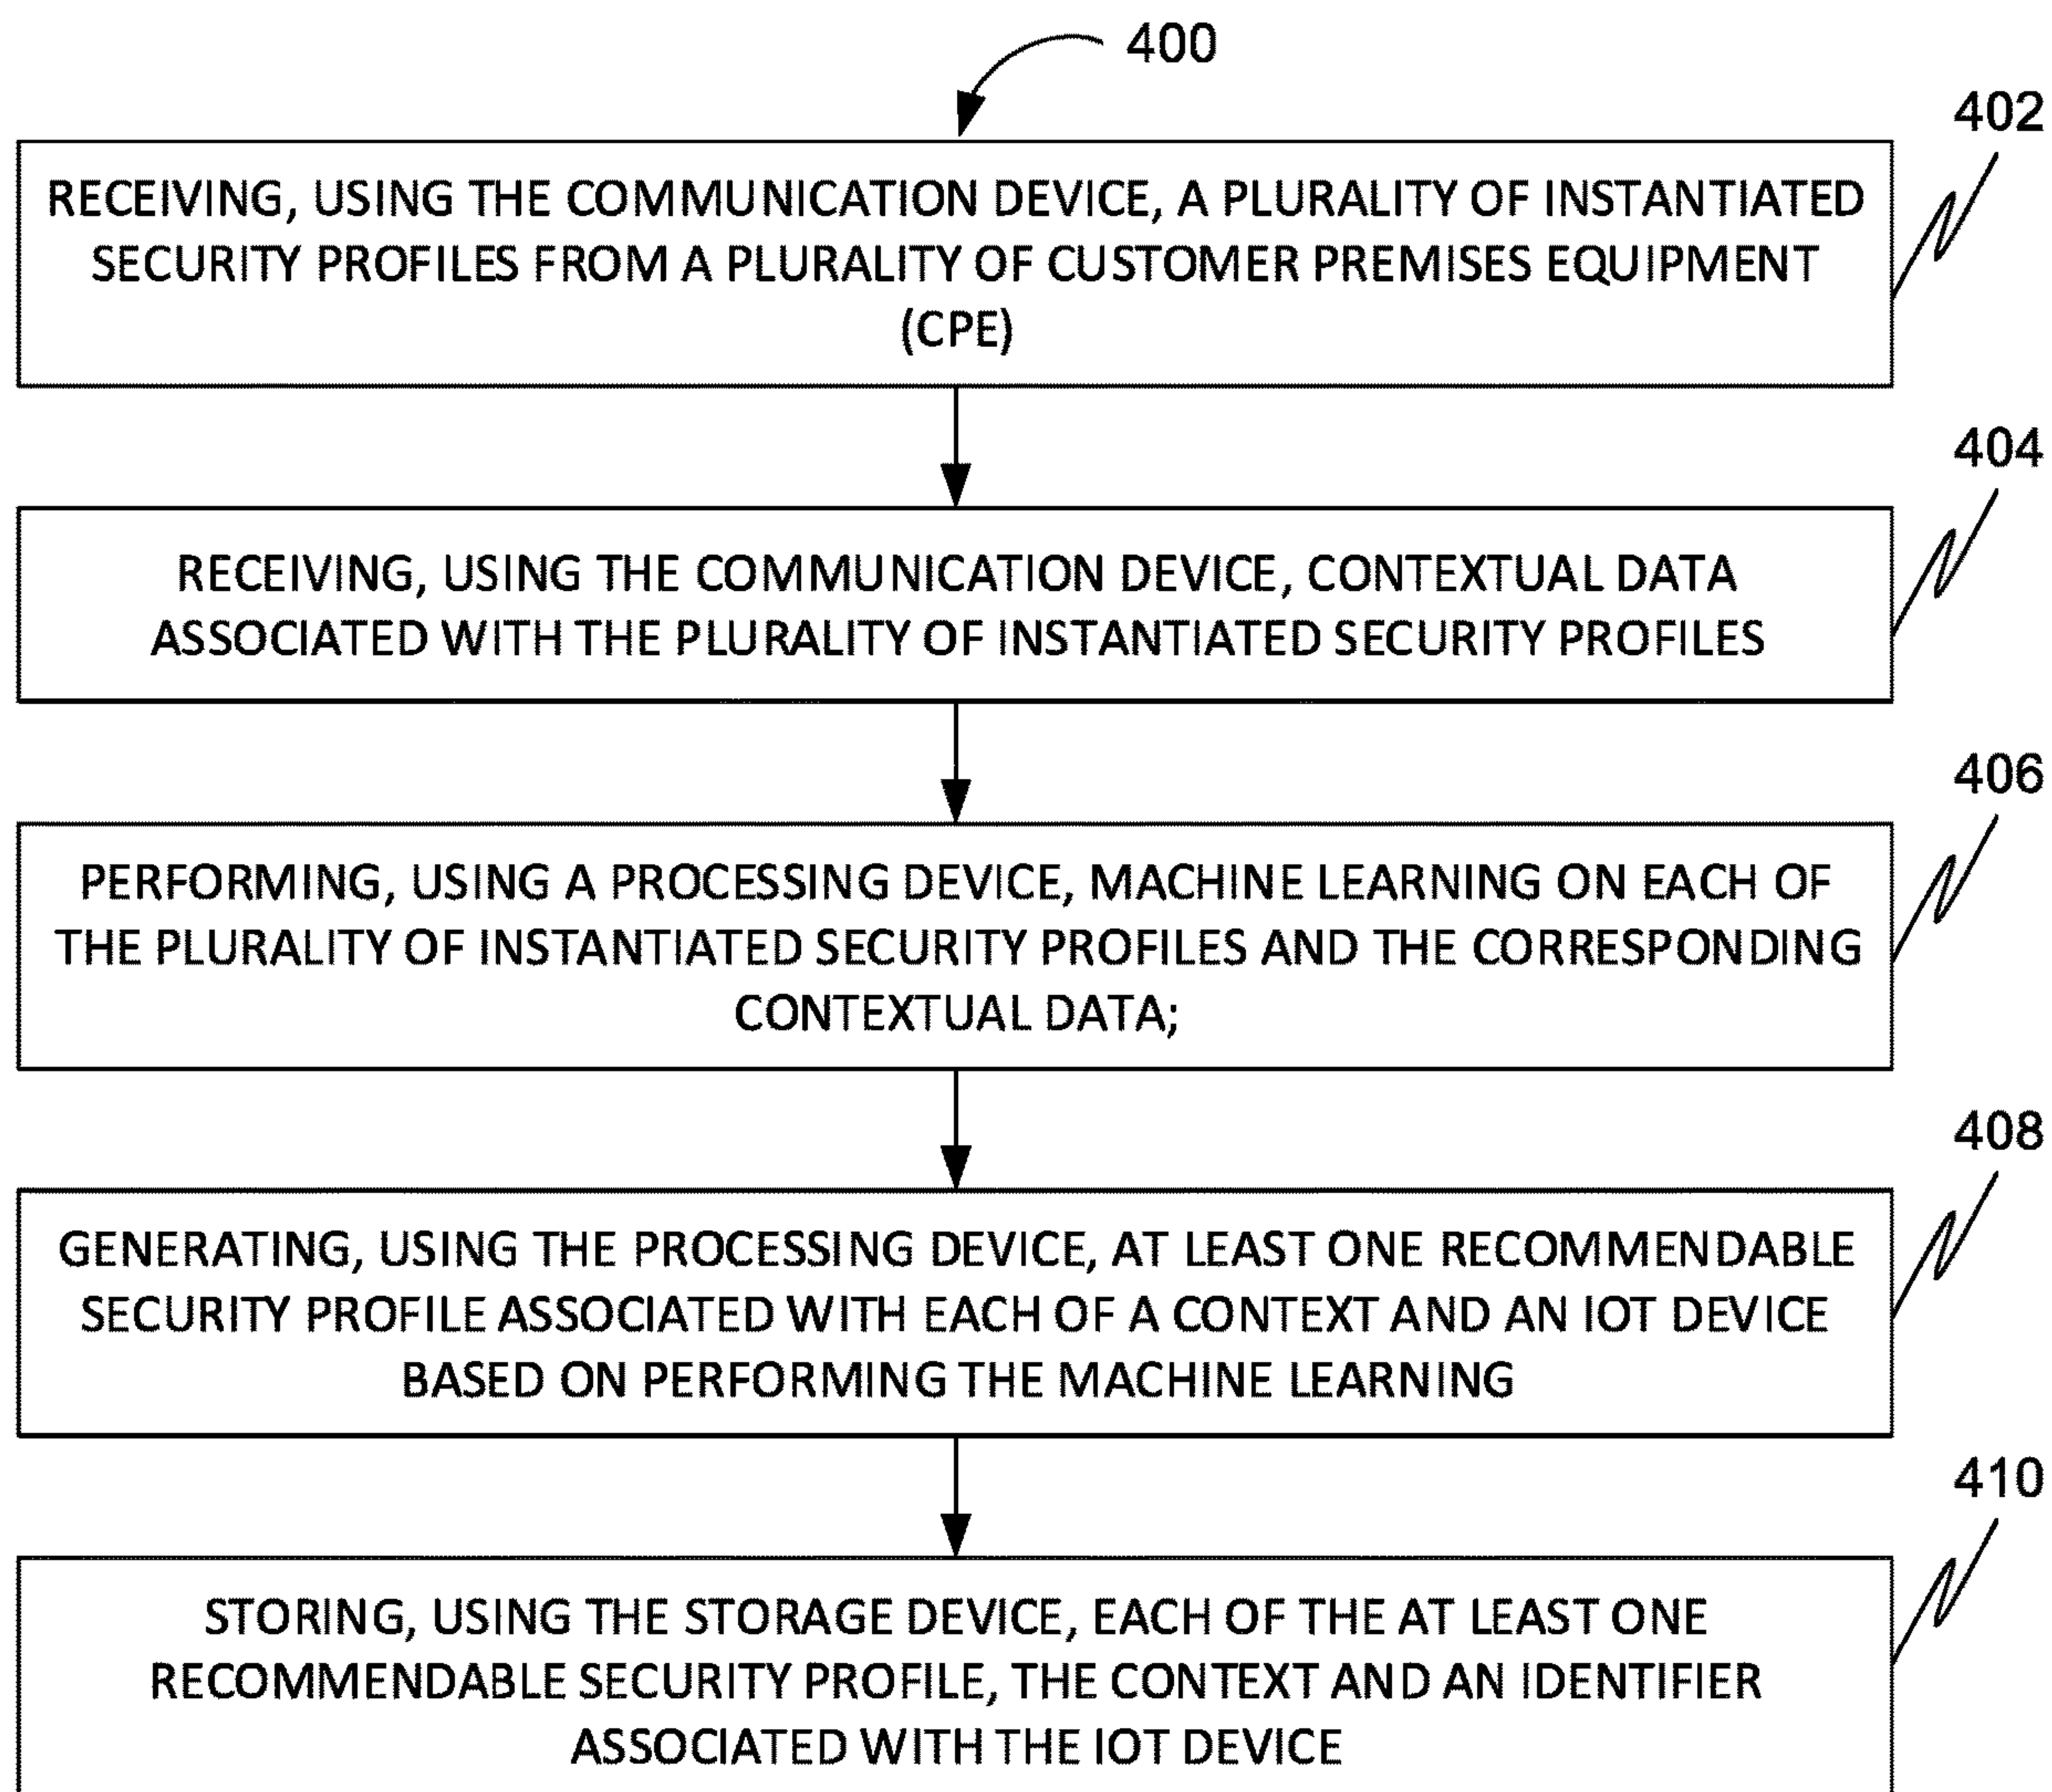 400
402
RECEIVING, USING THE COMMUNICATION DEVICE, A PLURALITY OF INSTANTIATED
SECURITY PROFILES FROM A PLURALITY OF CUSTOMER PREMISES EQUIPMENT
(CPE)
404
RECEIVING, USING THE COMMUNICATION DEVICE, CONTEXTUAL DATA
ASSOCIATED WITH THE PLURALITY OF INSTANTIATED SECURITY PROFILES
406
PERFORMING, USING A PROCESSING DEVICE, MACHINE LEARNING ON EACH OF
THE PLURALITY OF INSTANTIATED SECURITY PROFILES AND THE CORRESPONDING
CONTEXTUAL DATA;
408
GENERATING, USING THE PROCESSING DEVICE, AT LEAST ONE RECOMMENDABLE
SECURITY PROFILE ASSOCIATED WITH EACH OF A CONTEXT AND AN IOT DEVICE
BASED ON PERFORMING THE MACHINE LEARNING
410
STORING, USING THE STORAGE DEVICE, EACH OF THE AT LEAST ONE
RECOMMENDABLE SECURITY PROFILE, THE CONTEXT AND AN IDENTIFIER
ASSOCIATED WITH THE IOT DEVICE